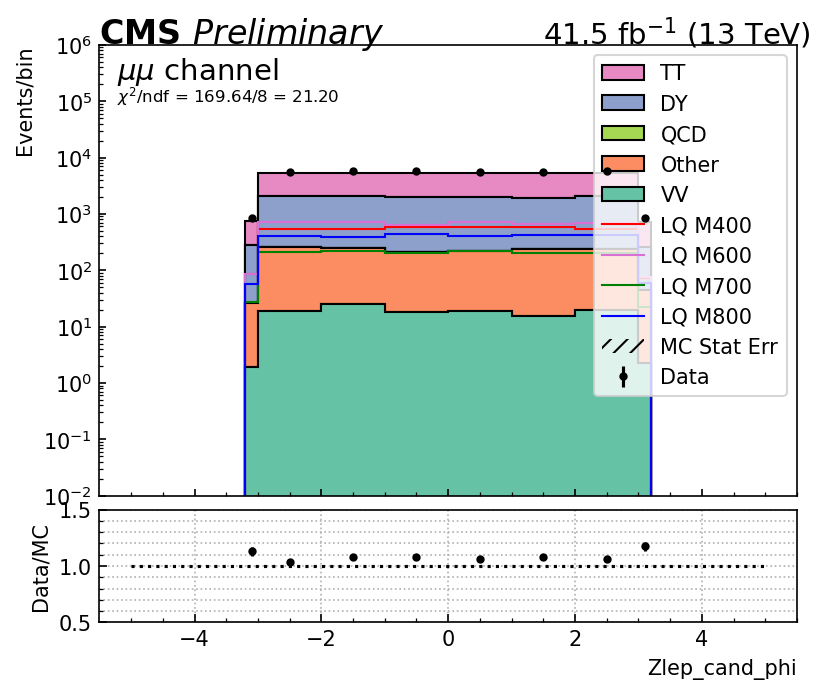 CMS Preliminary 41.5 fb⁻¹ (13 TeV)
μμ channel
χ²/ndf = 169.64/8 = 21.20
Events/bin
10⁶
10⁵
10⁴
10³
10²
10¹
10⁰
10⁻¹
10⁻²
TT
DY
QCD
Other
VV
LQ M400
LQ M600
LQ M700
LQ M800
MC Stat Err
Data
Data/MC
1.5
1.0
0.5
−4 −2 0 2 4
Zlep_cand_phi